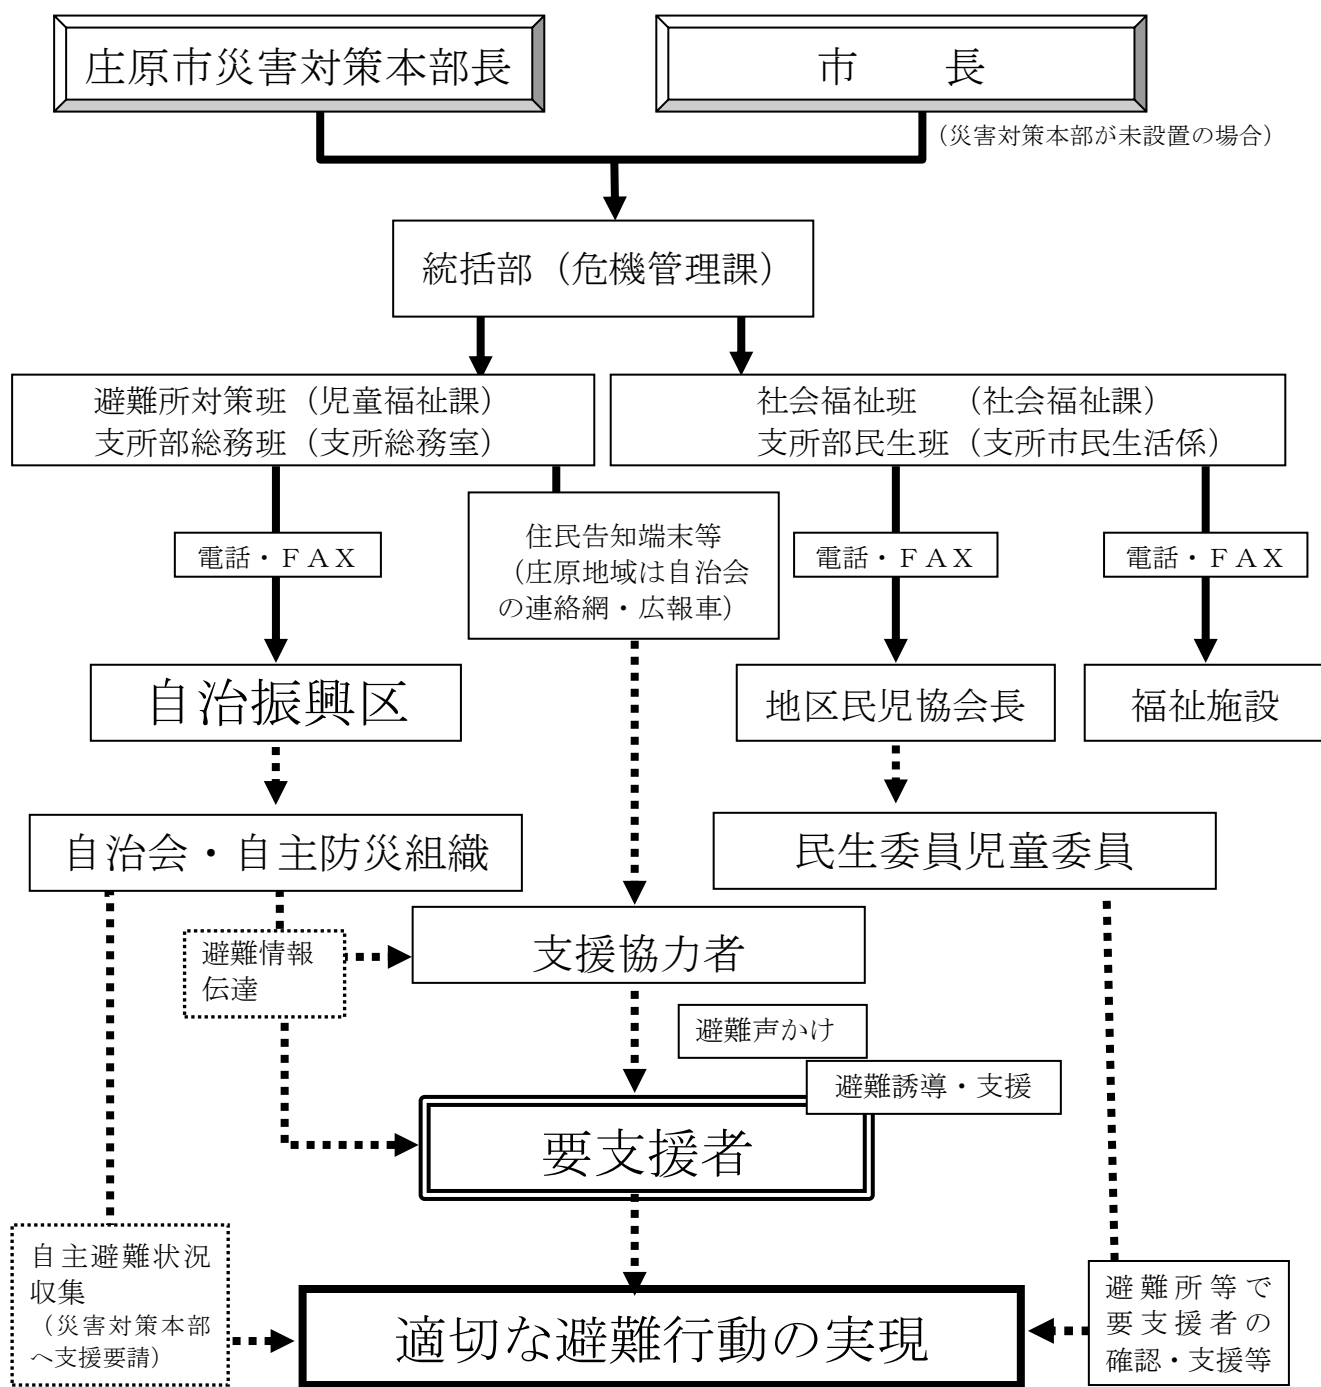 庄原市災害対策本部長
市　　長
（災害対策本部が未設置の場合）
統括部（危機管理課）
避難所対策班（児童福祉課）
支所部総務班（支所総務室）
社会福祉班　（社会福祉課）
支所部民生班（支所市民生活係）
電話・ＦＡＸ
住民告知端末等
（庄原地域は自治会
の連絡網・広報車）
電話・ＦＡＸ
電話・ＦＡＸ
自治振興区
地区民児協会長
福祉施設
自治会・自主防災組織
民生委員児童委員
避難情報
伝達
支援協力者
避難声かけ
避難誘導・支援
要支援者
自主避難状況
収集
（災害対策本部
へ支援要請）
適切な避難行動の実現
避難所等で
要支援者の
確認・支援等